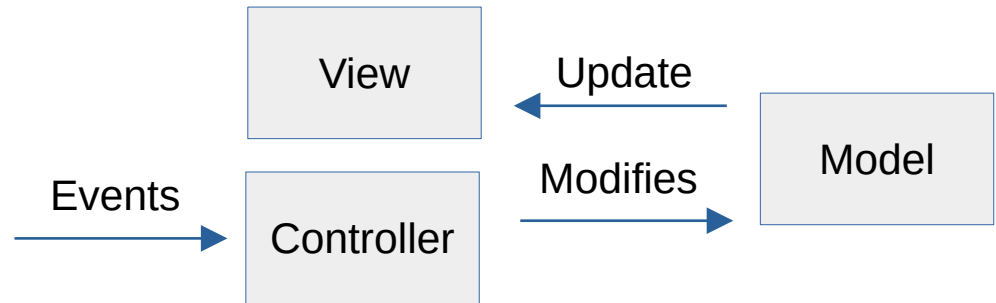 View
Update
Model
Modifies
Events
Controller